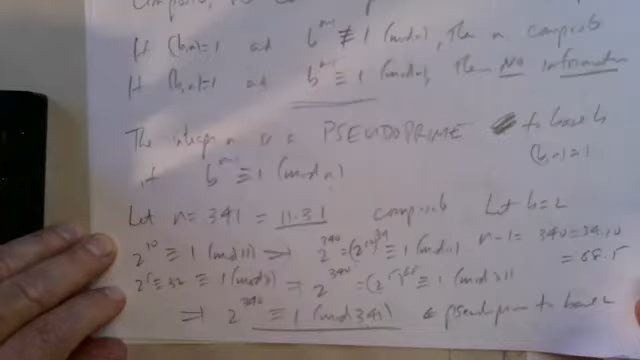 If (b,n)=1 and b^{n-1} ≢ 1 (mod n), then n composite
If (b,n)=1 and b^{n-1} ≡ 1 (mod n), then NO information
The integer n is a PSEUDOPRIME to base b
if b^{n-1} ≡ 1 (mod n) (b,n)=1
Let n = 341 = 11·31 composite Let b=2
2^{10} ≡ 1 (mod 11) ⟹ 2^{340} = (2^{10})^{34} ≡ 1 (mod 11) n-1 = 340 = 34.10
2^5 ≡ 32 ≡ 1 (mod 31) ⟹ 2^{340} = (2^5)^{68} ≡ 1 (mod 31) = 68.5
⟹ 2^{340} ≡ 1 (mod 341) ← pseudoprime to base 2